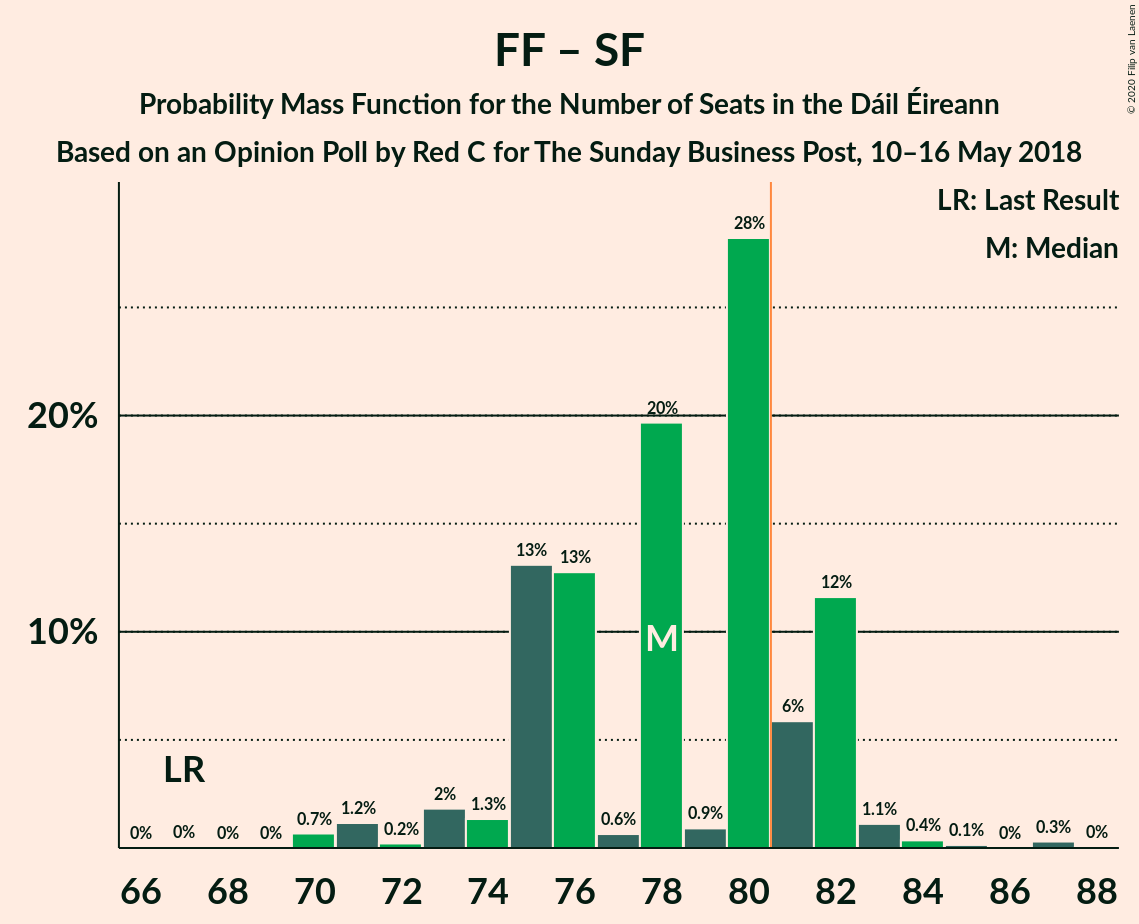 FF – SF
Probability Mass Function for the Number of Seats in the Dáil Éireann
Based on an Opinion Poll by Red C for The Sunday Business Post, 10–16 May 2018
© 2020 Filip van Laenen
LR: Last Result
M: Median
28%
20%
20%
13%
13%
12%
10%
M
6%
LR
0%
0%
0%
0%
0.7%
1.2%
0.2%
2%
1.3%
0.6%
0.9%
1.1%
0.4%
0.1%
0%
0.3%
0%
66 68 70 72 74 76 78 80 82 84 86 88